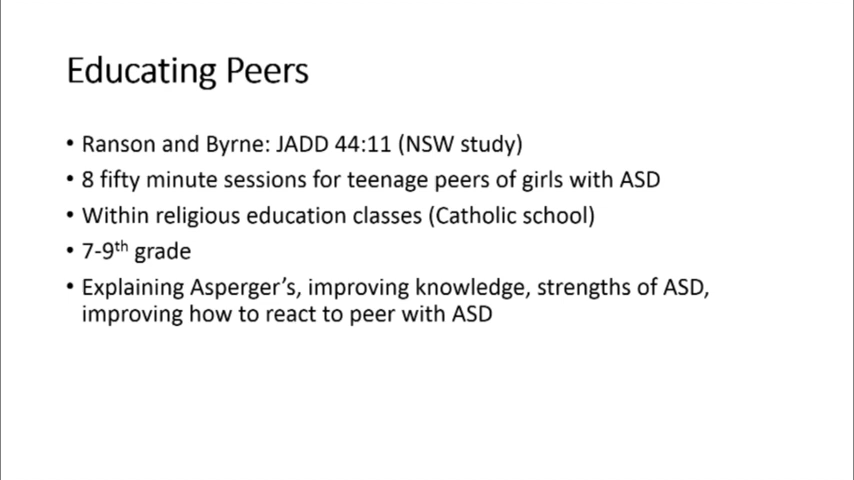 Educating Peers
• Ranson and Byrne: JADD 44:11 (NSW study)
• 8 fifty minute sessions for teenage peers of girls with ASD
• Within religious education classes (Catholic school)
• 7-9th grade
• Explaining Asperger’s, improving knowledge, strengths of ASD,
improving how to react to peer with ASD